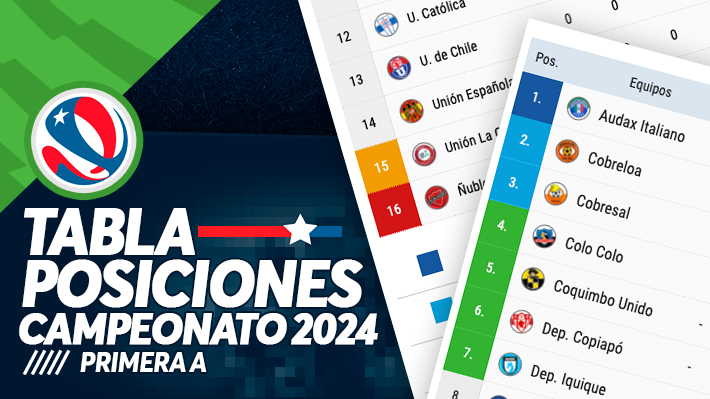 TABLA
POSICIONES
CAMPEONATO 2024
///// PRIMERA A
12 U. Católica 0 0
13 U. de Chile
14 Unión Española
15 Unión La
16
Pos. Equipos
1. Audax Italiano
2. Cobreloa
3. Cobresal
4. Colo Colo
5. Coquimbo Unido -
6. Dep. Copiapó -
7. Dep. Iquique
8